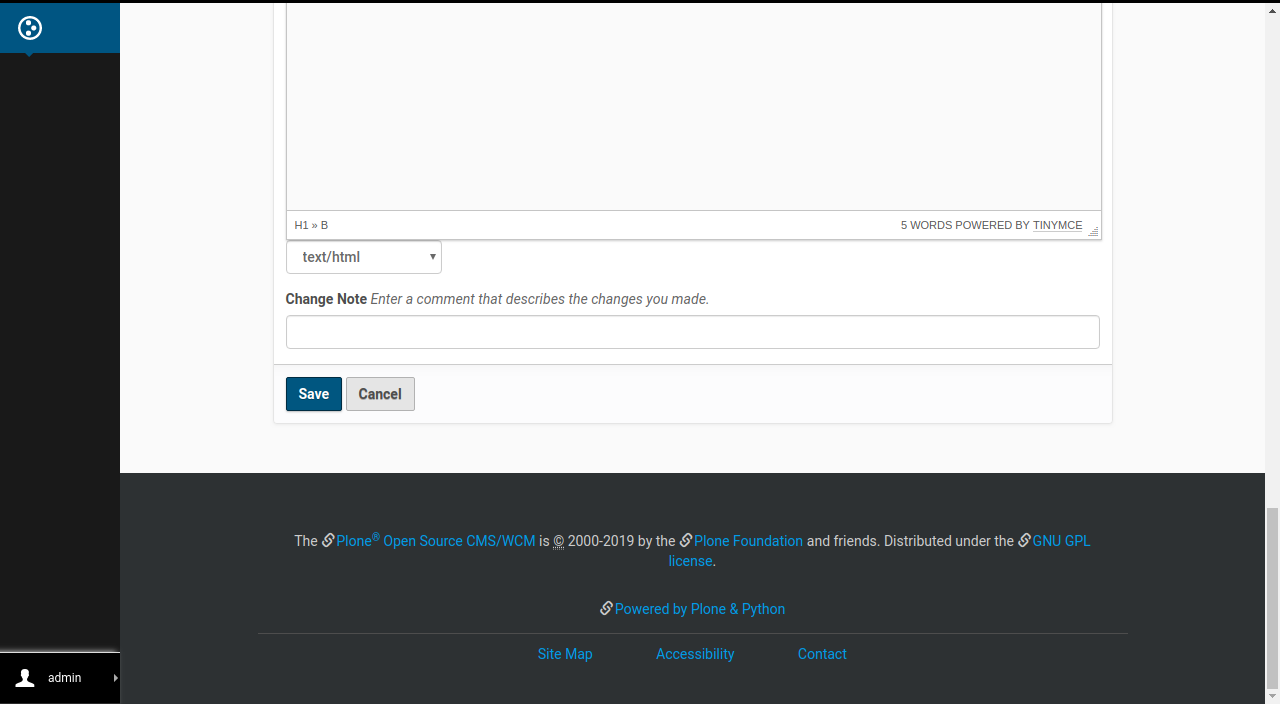 H1 » B
5 WORDS POWERED BY TINYMCE
text/html
Change Note Enter a comment that describes the changes you made.
Save Cancel
The Plone® Open Source CMS/WCM is © 2000-2019 by the Plone Foundation and friends. Distributed under the GNU GPL
license.
Powered by Plone & Python
Site Map Accessibility Contact
admin